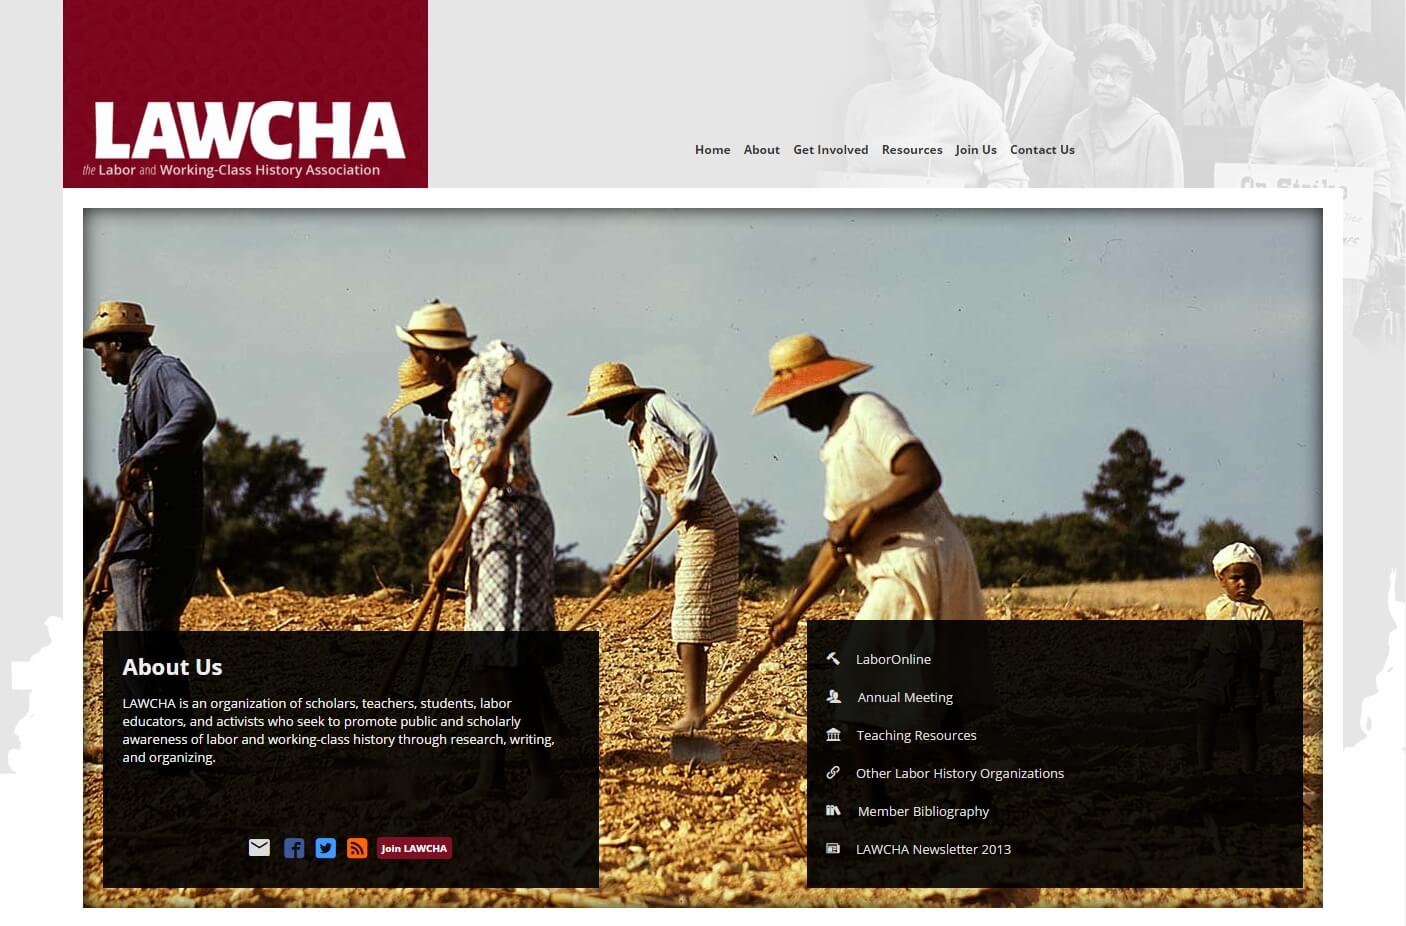 LAWCHA
the Labor and Working-Class History Association
Home About Get Involved Resources Join Us Contact Us
On Strike
About Us
LAWCHA is an organization of scholars, teachers, students, labor
educators, and activists who seek to promote public and scholarly
awareness of labor and working-class history through research, writing,
and organizing.
Join LAWCHA
LaborOnline
Annual Meeting
Teaching Resources
Other Labor History Organizations
Member Bibliography
LAWCHA Newsletter 2013